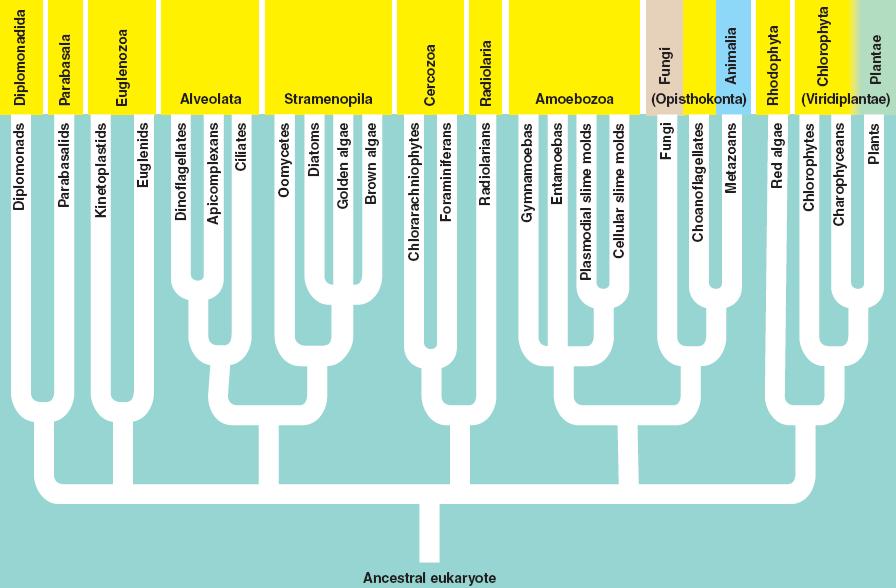 Diplomonadida
Parabasala
Euglenozoa
Alveolata
Stramenopila
Cercozoa
Radiolaria
Amoebozoa
Fungi
Animalia
(Opisthokonta)
Rhodophyta
Chlorophyta
Plantae
(Viridiplantae)
Diplomonads
Parabasalids
Kinetoplastids
Euglenids
Dinoflagellates
Apicomplexans
Ciliates
Oomycetes
Diatoms
Golden algae
Brown algae
Chlorarachniophytes
Foraminiferans
Radiolarians
Gymnamoebas
Entamoebas
Plasmodial slime molds
Cellular slime molds
Fungi
Choanoflagellates
Metazoans
Red algae
Chlorophytes
Charophyceans
Plants
Ancestral eukaryote